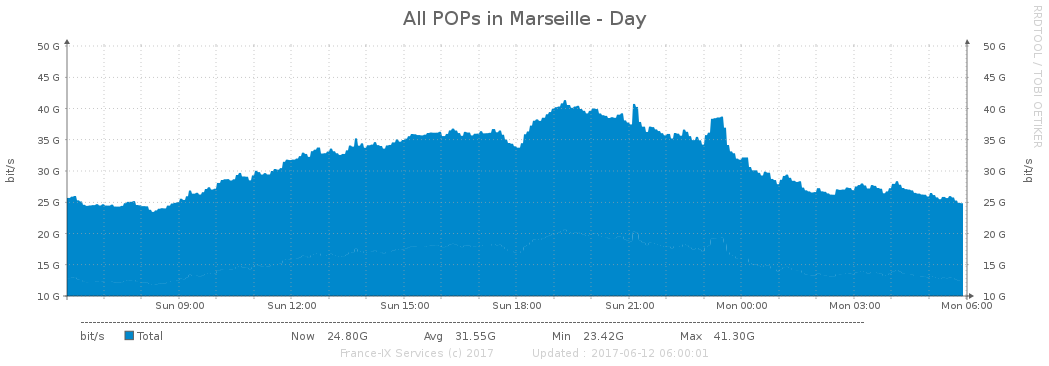 All POPs in Marseille - Day
RRDTOOL / TOBI OETIKER
50 G 50 G
45 G 45 G
40 G 40 G
35 G 35 G
30 G 30 G
25 G 25 G
20 G 20 G
15 G 15 G
10 G 10 G
bit/s
bit/s
Sun 09:00 Sun 12:00 Sun 15:00 Sun 18:00 Sun 21:00 Mon 00:00 Mon 03:00 Mon 06:00
bit/s Total Now 24.80G Avg 31.55G Min 23.42G Max 41.30G
France-IX Services (c) 2017 Updated : 2017-06-12 06:00:01